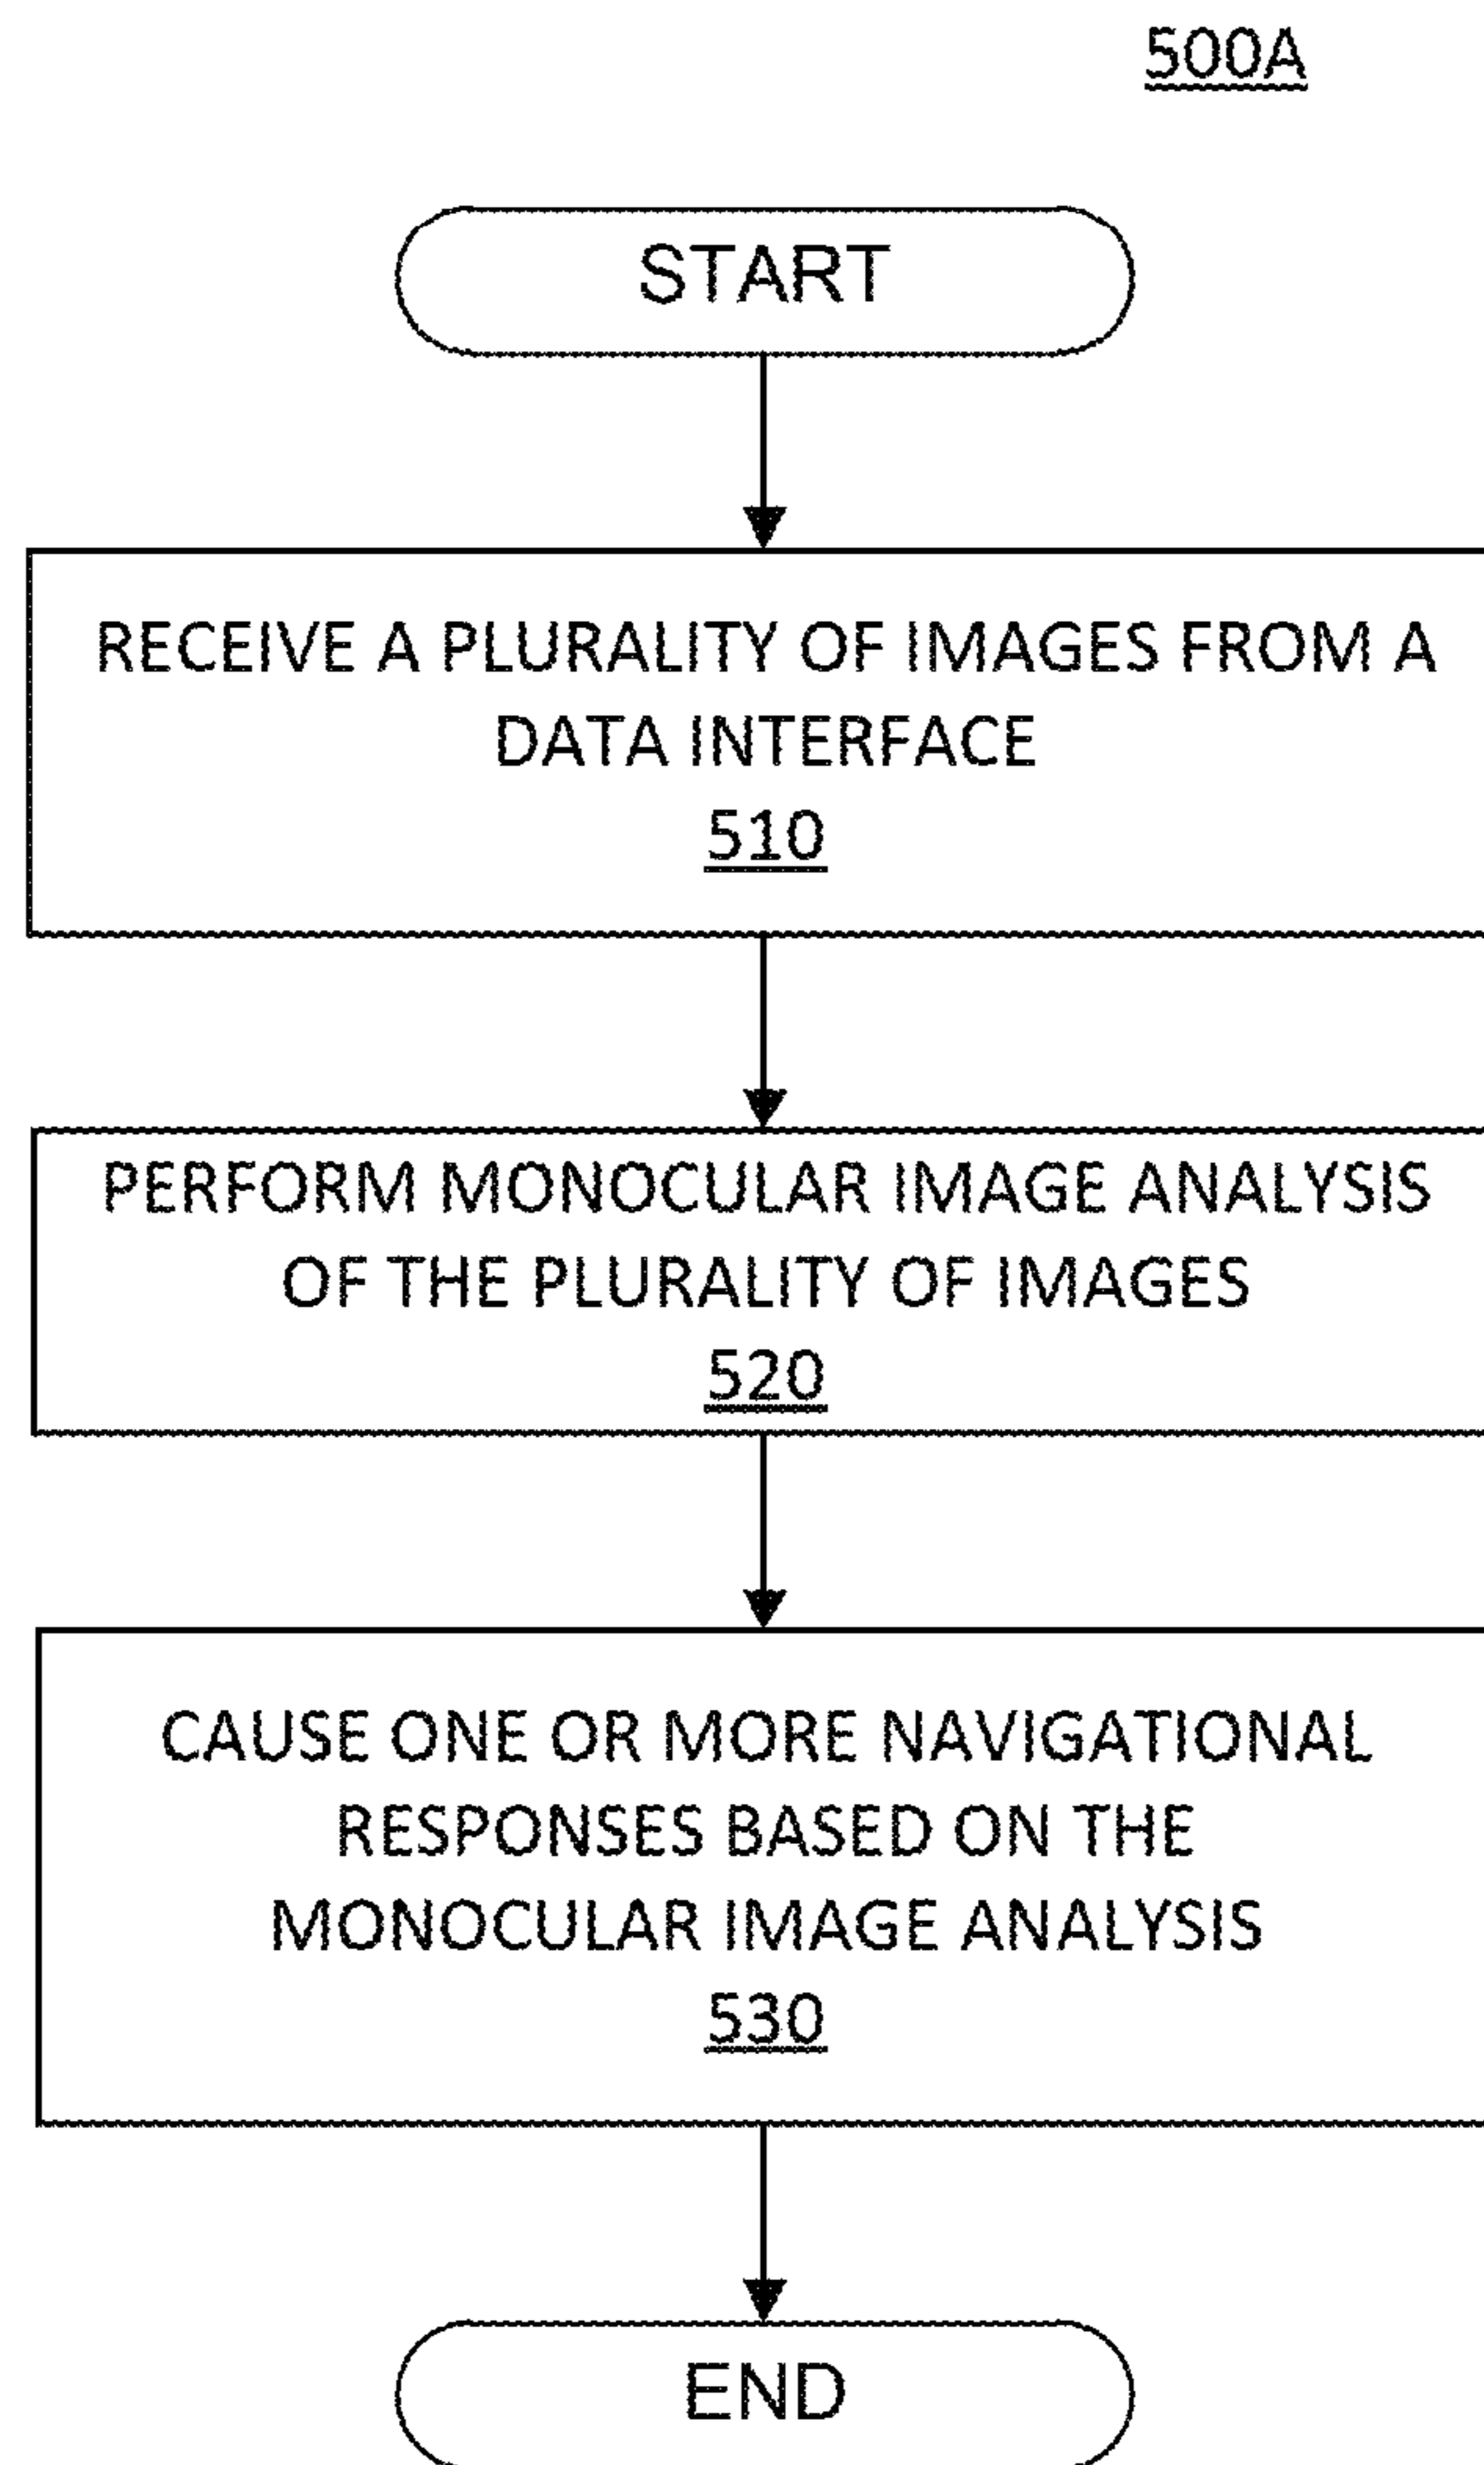 500A
START
RECEIVE A PLURALITY OF IMAGES FROM A
DATA INTERFACE
510
PERFORM MONOCULAR IMAGE ANALYSIS
OF THE PLURALITY OF IMAGES
520
CAUSE ONE OR MORE NAVIGATIONAL
RESPONSES BASED ON THE
MONOCULAR IMAGE ANALYSIS
530
END